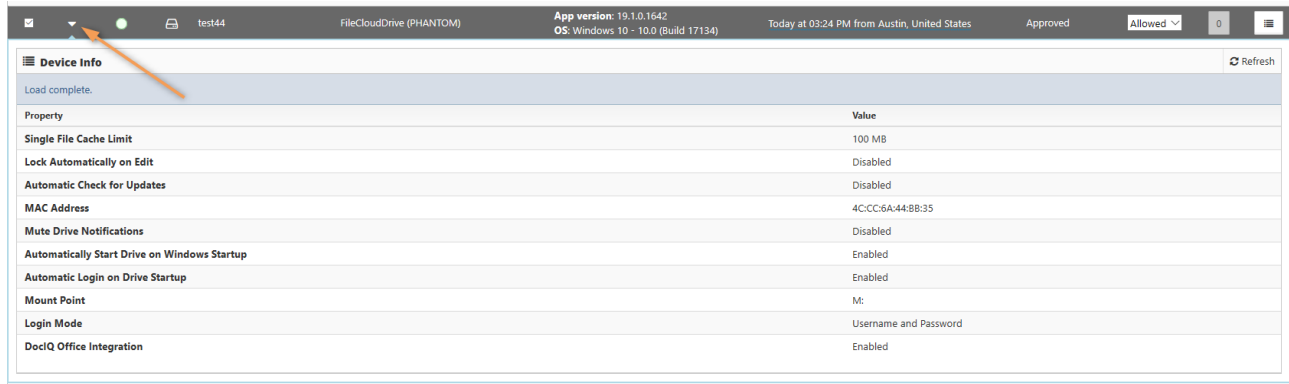 test44 FileCloudDrive (PHANTOM) App version: 19.1.0.1642 Today at 03:24 PM from Austin, United States Approved Allowed 0
OS: Windows 10 - 10.0 (Build 17134)
Device Info Refresh
Load complete.
Property Value
Single File Cache Limit 100 MB
Lock Automatically on Edit Disabled
Automatic Check for Updates Disabled
MAC Address 4C:CC:6A:44:BB:35
Mute Drive Notifications Disabled
Automatically Start Drive on Windows Startup Enabled
Automatic Login on Drive Startup Enabled
Mount Point M:
Login Mode Username and Password
DocIQ Office Integration Enabled